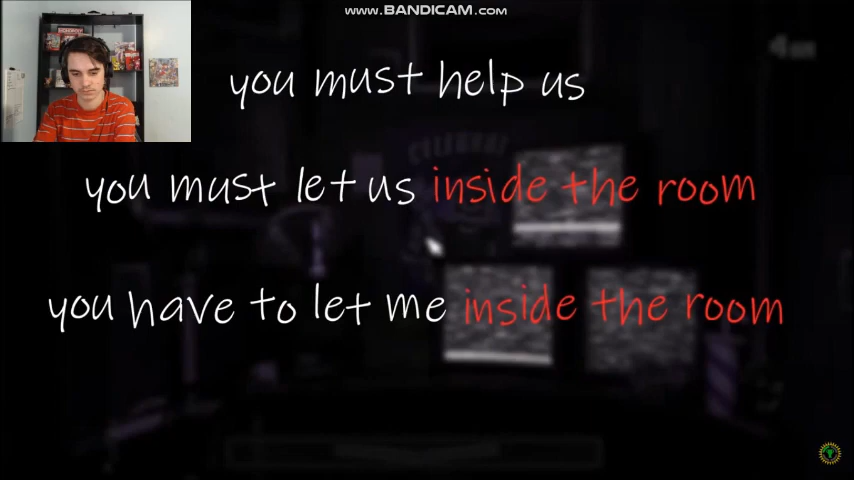 WWW.BANDICAM.COM
you must help us
you must let us inside the room
you have to let me inside the room